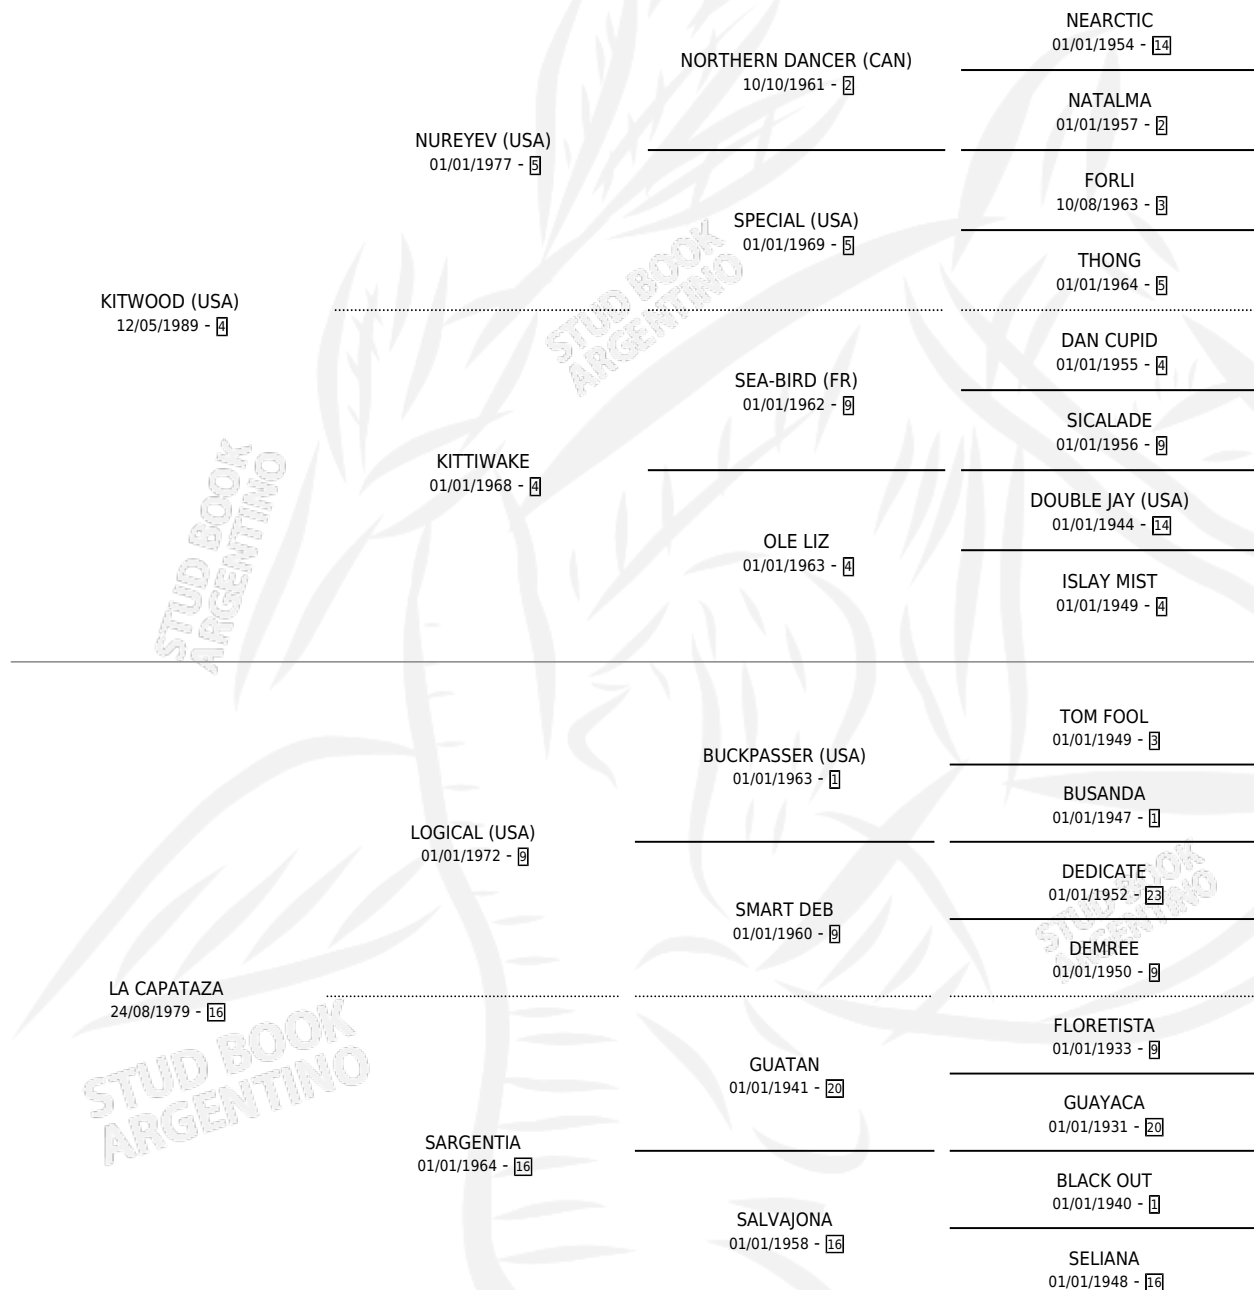 NEARCTIC
01/01/1954 - 14
NORTHERN DANCER (CAN)
10/10/1961 - 2
NATALMA
01/01/1957 - 2
NUREYEV (USA)
01/01/1977 - 5
FORLI
10/08/1963 - 3
SPECIAL (USA)
01/01/1969 - 5
THONG
01/01/1964 - 5
KITWOOD (USA)
12/05/1989 - 4
DAN CUPID
01/01/1955 - 4
SEA-BIRD (FR)
01/01/1962 - 9
SICALADE
01/01/1956 - 9
KITTIWAKE
01/01/1968 - 4
DOUBLE JAY (USA)
01/01/1944 - 14
OLE LIZ
01/01/1963 - 4
ISLAY MIST
01/01/1949 - 4
TOM FOOL
01/01/1949 - 3
BUCKPASSER (USA)
01/01/1963 - 1
BUSANDA
01/01/1947 - 1
LOGICAL (USA)
01/01/1972 - 9
DEDICATE
01/01/1952 - 23
SMART DEB
01/01/1960 - 9
DEMREE
01/01/1950 - 9
LA CAPATAZA
24/08/1979 - 16
FLORETISTA
01/01/1933 - 9
GUATAN
01/01/1941 - 20
GUAYACA
01/01/1931 - 20
SARGENTIA
01/01/1964 - 16
BLACK OUT
01/01/1940 - 1
SALVAJONA
01/01/1958 - 16
SELIANA
01/01/1948 - 16
STUD BOOK
ARGENTINO
STUD BOOK
ARGENTINO
STUD BOOK
ARGENTINO
STUD BOOK
ARGENTINO